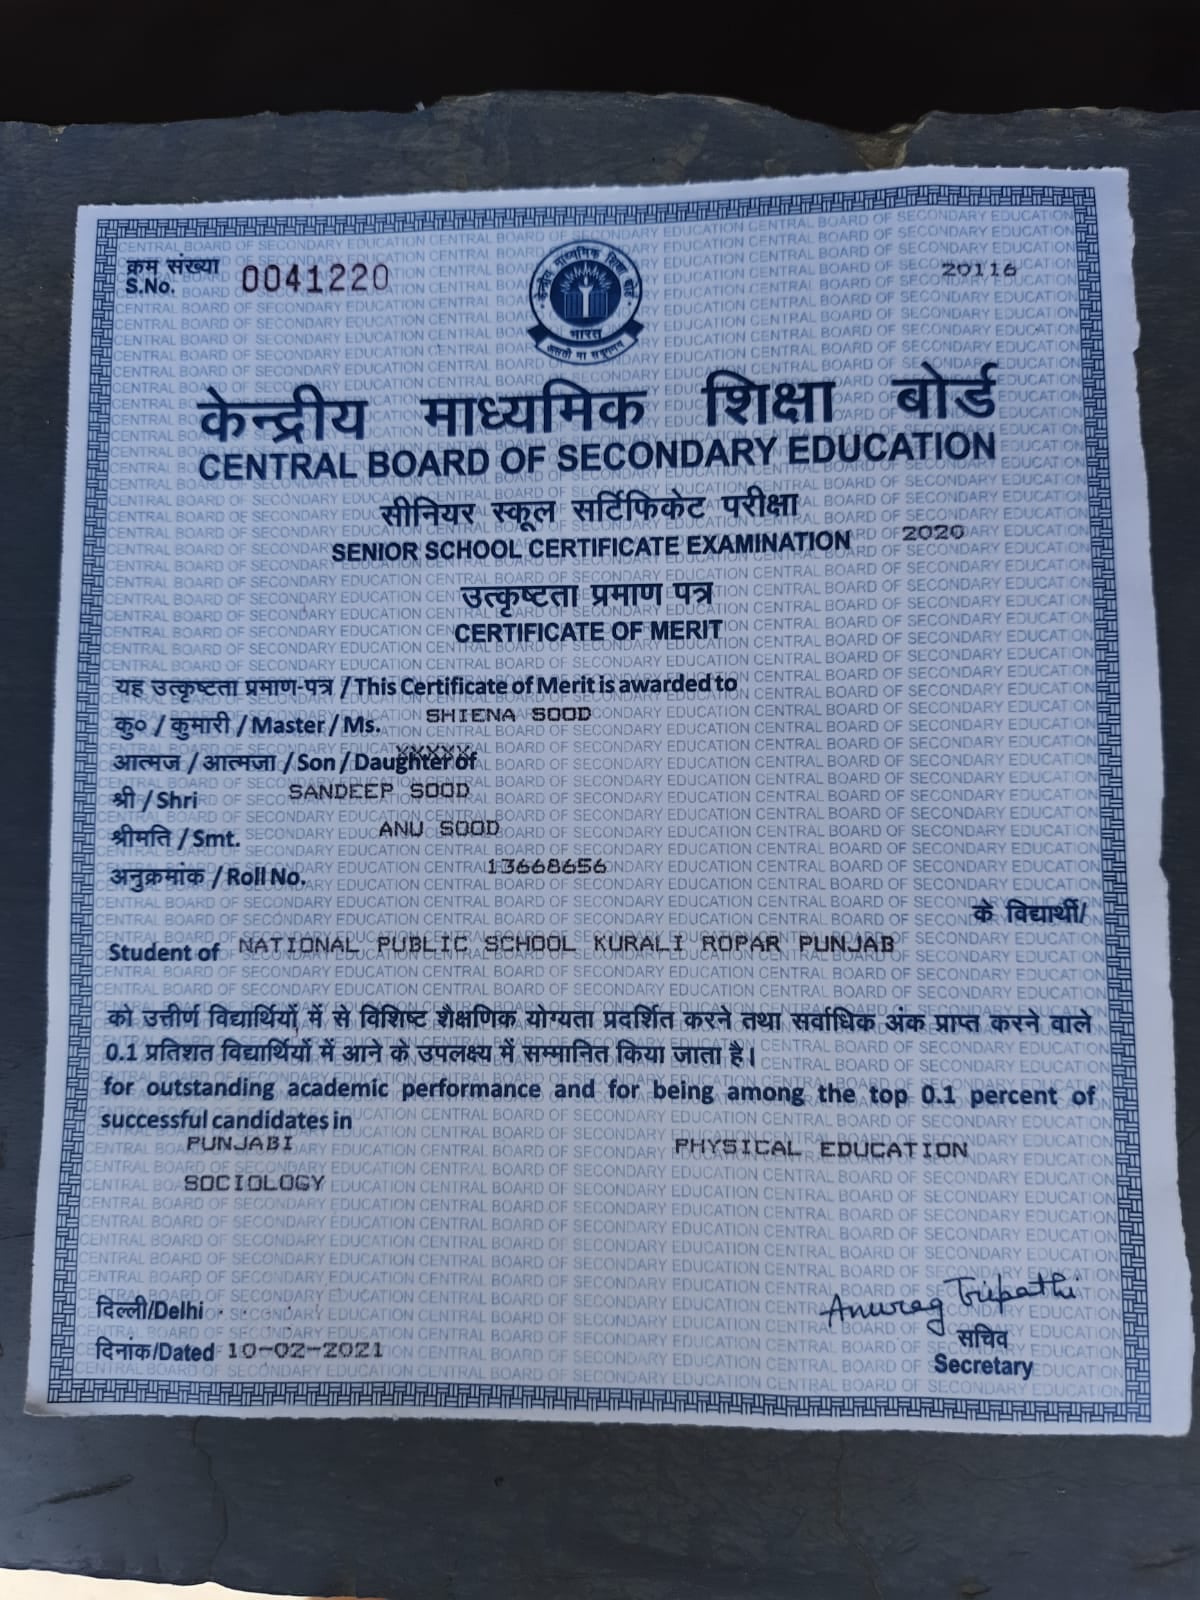 क्रम संख्या
S.No. 0041220
20116
केन्द्रीय माध्यमिक शिक्षा बोर्ड
भारत
असतो मा सद्गमय
केन्द्रीय माध्यमिक शिक्षा बोर्ड
CENTRAL BOARD OF SECONDARY EDUCATION
सीनियर स्कूल सर्टिफिकेट परीक्षा
SENIOR SCHOOL CERTIFICATE EXAMINATION 2020
उत्कृष्टता प्रमाण पत्र
CERTIFICATE OF MERIT
यह उत्कृष्टता प्रमाण-पत्र / This Certificate of Merit is awarded to
कु० / कुमारी / Master / Ms. SHIENA SOOD
आत्मज / आत्मजा / Son / Daughter of XXXXX
श्री / Shri SANDEEP SOOD
श्रीमति / Smt. ANU SOOD
अनुक्रमांक / Roll No. 13668656
के विद्यार्थी/
Student of NATIONAL PUBLIC SCHOOL KURALI ROPAR PUNJAB
को उत्तीर्ण विद्यार्थियों में से विशिष्ट शैक्षणिक योग्यता प्रदर्शित करने तथा सर्वाधिक अंक प्राप्त करने वाले
0.1 प्रतिशत विद्यार्थियों में आने के उपलक्ष्य में सम्मानित किया जाता है।
for outstanding academic performance and for being among the top 0.1 percent of
successful candidates in
PUNJABI PHYSICAL EDUCATION
SOCIOLOGY
दिल्ली/Delhi
Anurag Tripathi
सचिव
दिनांक/Dated 10-02-2021
Secretary